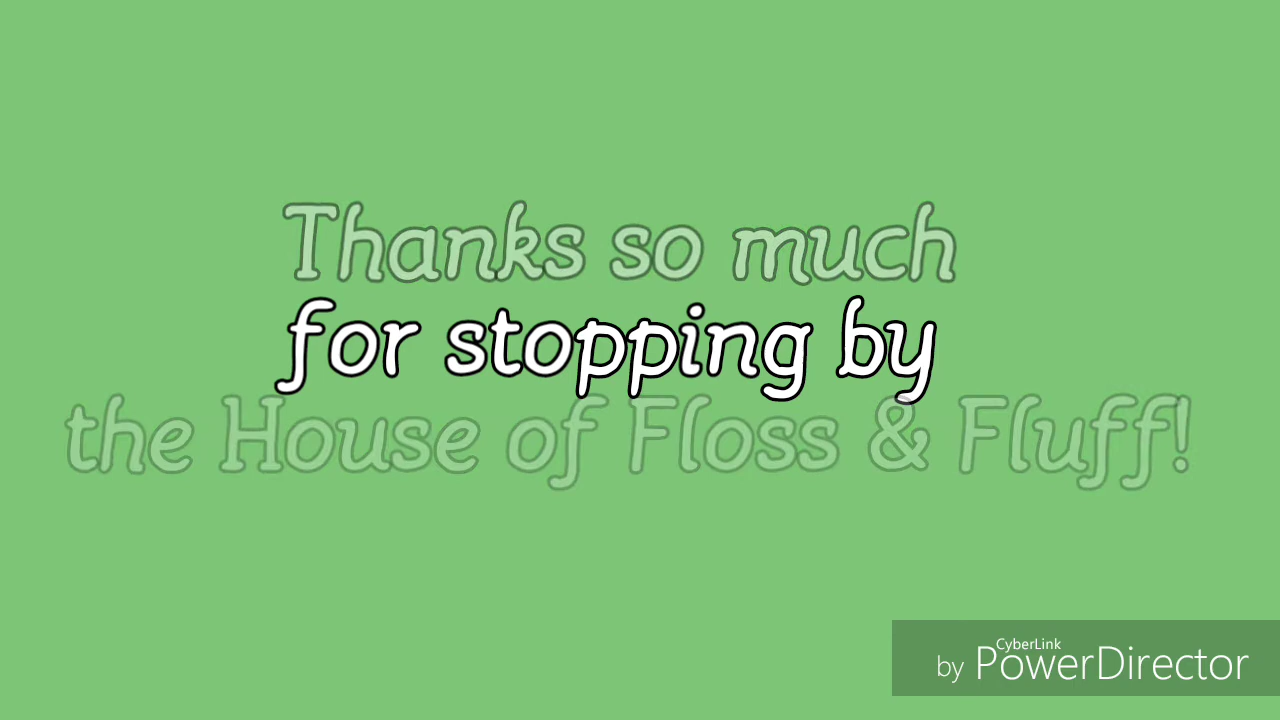 Thanks so much
for stopping by
the House of Floss & Fluff!
by CyberLink PowerDirector